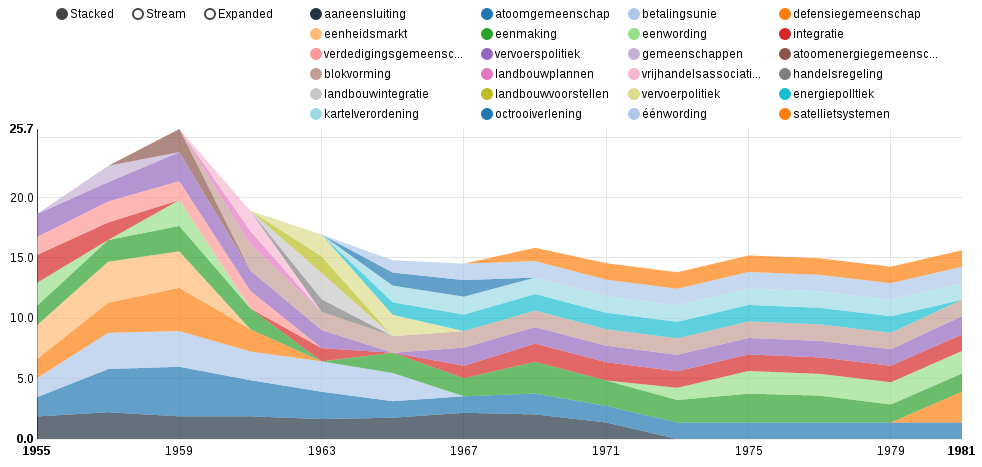 Stacked Stream Expanded
aaneensluiting atoomgemeenschap betalingsunie defensiegemeenschap
eenheidsmarkt eenmaking eenwording integratie
verdedigingsgemeensc... vervoerspolitiek gemeenschappen atoomenergiegemeensc...
blokvorming landbouwplannen vrijhandelsassociati... handelsregeling
landbouwintegratie landbouwvoorstellen vervoerpolitiek energiepolltlek
kartelverordening octrooiverlening éénwording satellietsystemen
25.7
20.0
15.0
10.0
5.0
0.0
1955 1959 1963 1967 1971 1975 1979 1981